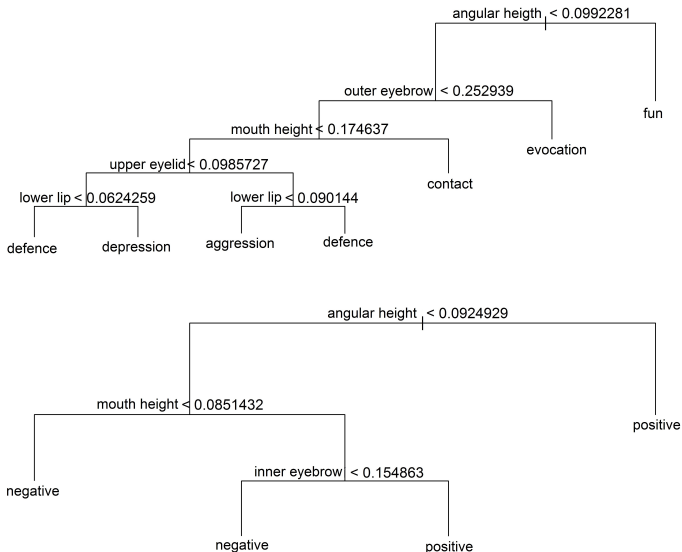 angular heigth < 0.0992281
outer eyebrow < 0.252939
fun
mouth height < 0.174637
evocation
upper eyelid < 0.0985727
contact
lower lip < 0.0624259 lower lip < 0.090144
defence depression aggression defence
angular height < 0.0924929
mouth height < 0.0851432
positive
inner eyebrow < 0.154863
negative
negative positive